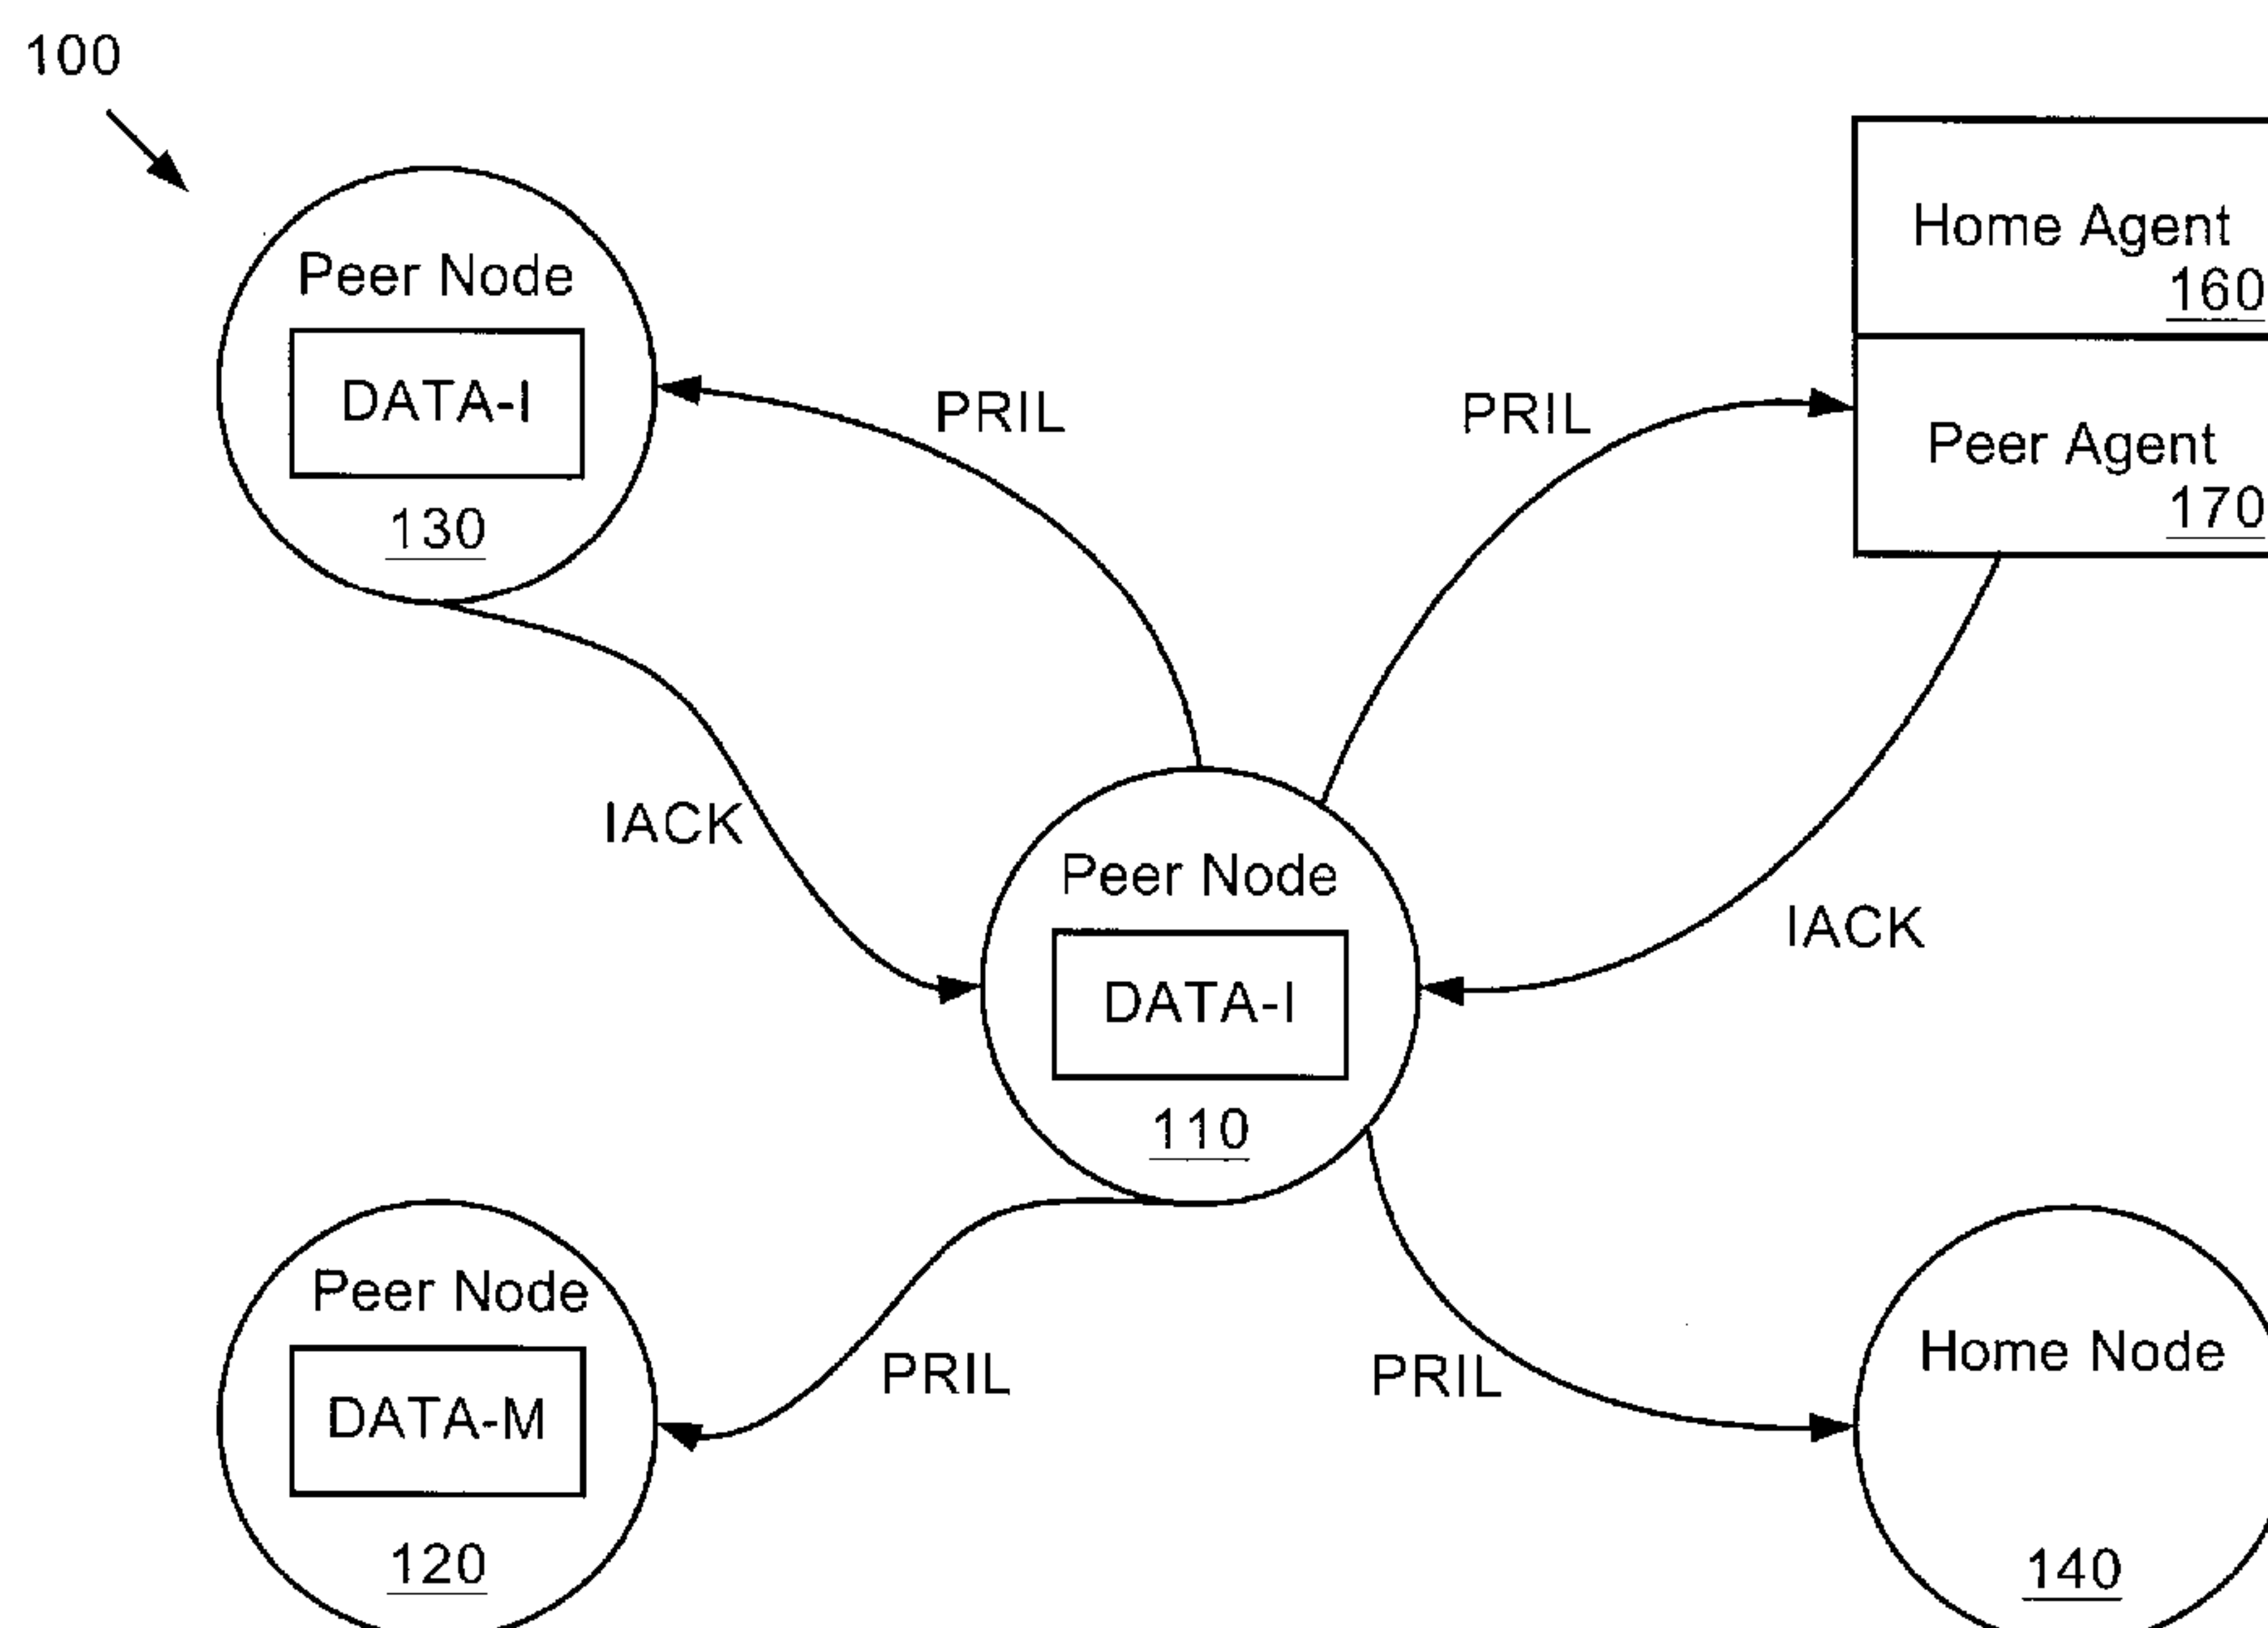 100
Peer Node
DATA-I
130
PRIL
PRIL
Home Agent
160
Peer Agent
170
IACK
Peer Node
DATA-I
110
IACK
Peer Node
DATA-M
120
PRIL
PRIL
Home Node
140